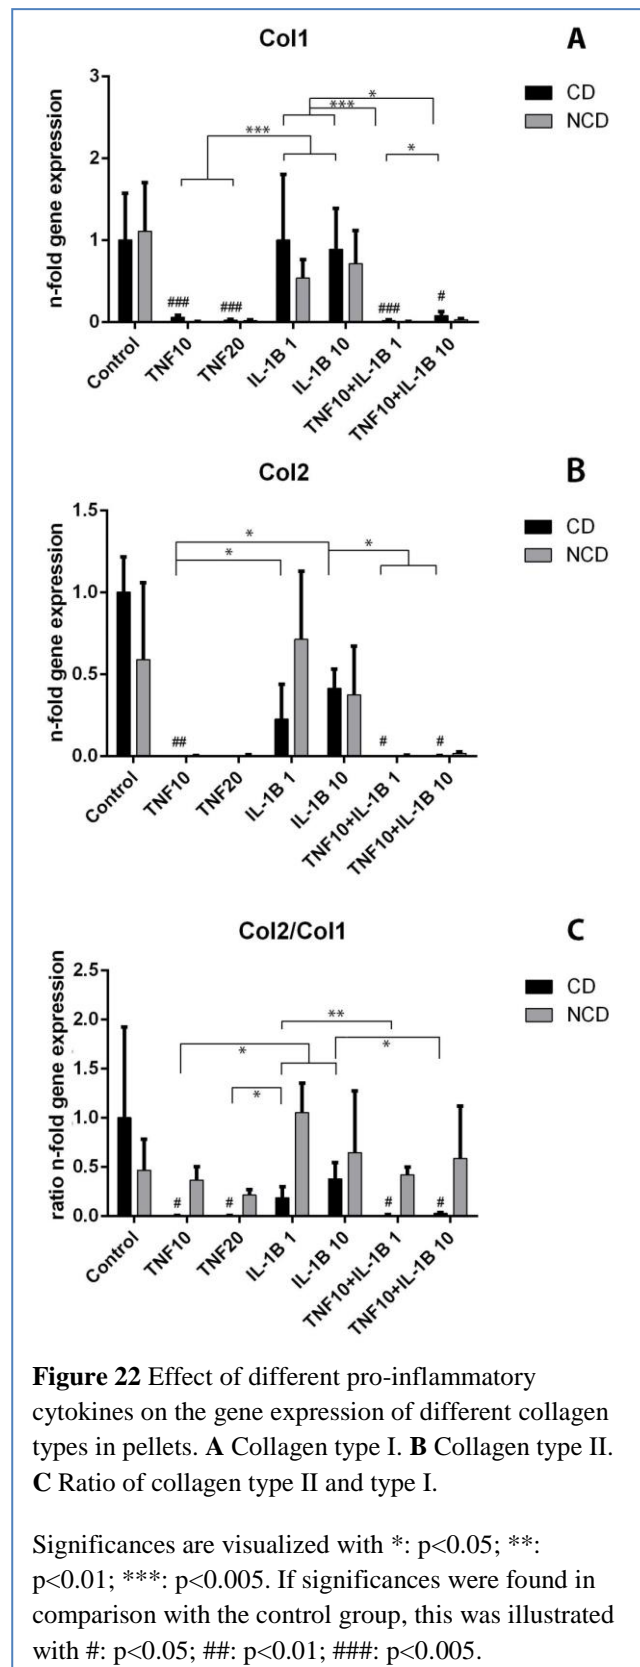 Col1
A
CD
NCD
n-fold gene expression
3
2
1
0
*
***
***
*
###
###
###
#
Control
TNF10
TNF20
IL-1B 1
IL-1B 10
TNF10+IL-1B 1
TNF10+IL-1B 10
Col2
B
CD
NCD
n-fold gene expression
1.5
1.0
0.5
0.0
*
*
*
##
#
#
Control
TNF10
TNF20
IL-1B 1
IL-1B 10
TNF10+IL-1B 1
TNF10+IL-1B 10
Col2/Col1
C
CD
NCD
ratio n-fold gene expression
2.5
2.0
1.5
1.0
0.5
0.0
**
*
*
*
#
#
#
#
Control
TNF10
TNF20
IL-1B 1
IL-1B 10
TNF10+IL-1B 1
TNF10+IL-1B 10
Figure 22 Effect of different pro-inflammatory
cytokines on the gene expression of different collagen
types in pellets. A Collagen type I. B Collagen type II.
C Ratio of collagen type II and type I.
Significances are visualized with *: p<0.05; **:
p<0.01; ***: p<0.005. If significances were found in
comparison with the control group, this was illustrated
with #: p<0.05; ##: p<0.01; ###: p<0.005.